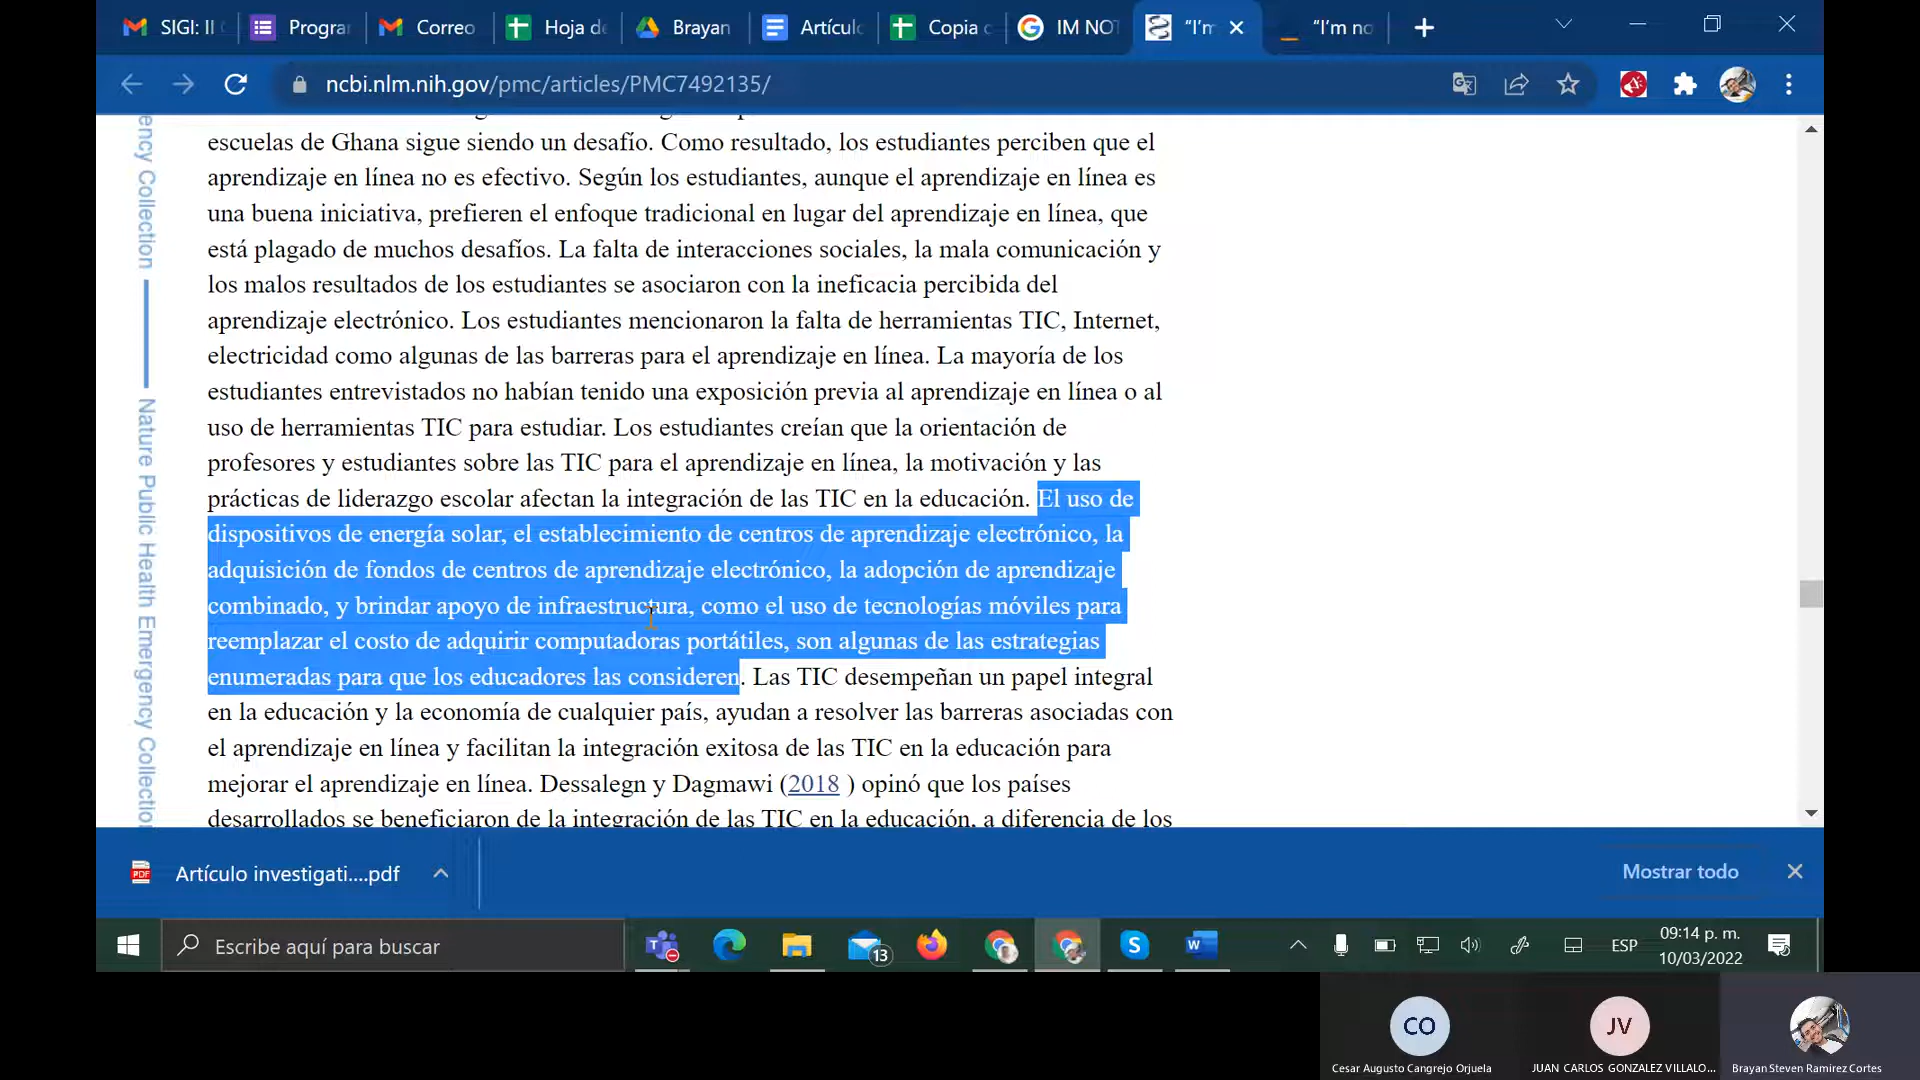 SIGI: II
Progra
Correo
Hoja de
Brayan
Artícul
Copia
IM NOT
"I'm
"I'm no
ncbi.nlm.nih.gov/pmc/articles/PMC7492135/
ency Collection
Nature Public Health Emergency Collection
escuelas de Ghana sigue siendo un desafío. Como resultado, los estudiantes perciben que el
aprendizaje en línea no es efectivo. Según los estudiantes, aunque el aprendizaje en línea es
una buena iniciativa, prefieren el enfoque tradicional en lugar del aprendizaje en línea, que
está plagado de muchos desafíos. La falta de interacciones sociales, la mala comunicación y
los malos resultados de los estudiantes se asociaron con la ineficacia percibida del
aprendizaje electrónico. Los estudiantes mencionaron la falta de herramientas TIC, Internet,
electricidad como algunas de las barreras para el aprendizaje en línea. La mayoría de los
estudiantes entrevistados no habían tenido una exposición previa al aprendizaje en línea o al
uso de herramientas TIC para estudiar. Los estudiantes creían que la orientación de
profesores y estudiantes sobre las TIC para el aprendizaje en línea, la motivación y las
prácticas de liderazgo escolar afectan la integración de las TIC en la educación. El uso de
dispositivos de energía solar, el establecimiento de centros de aprendizaje electrónico, la
adquisición de fondos de centros de aprendizaje electrónico, la adopción de aprendizaje
combinado, y brindar apoyo de infraestructura, como el uso de tecnologías móviles para
reemplazar el costo de adquirir computadoras portátiles, son algunas de las estrategias
enumeradas para que los educadores las consideren. Las TIC desempeñan un papel integral
en la educación y la economía de cualquier país, ayudan a resolver las barreras asociadas con
el aprendizaje en línea y facilitan la integración exitosa de las TIC en la educación para
mejorar el aprendizaje en línea. Dessalegn y Dagmawi (2018 ) opinó que los países
desarrollados se beneficiaron de la integración de las TIC en la educación, a diferencia de los
PDF
Artículo investigati....pdf
Mostrar todo
Escribe aquí para buscar
13
ESP
09:14 p. m.
10/03/2022
CO
JV
Cesar Augusto Cangrejo Orjuela
JUAN CARLOS GONZALEZ VILLALO...
Brayan Steven Ramirez Cortes